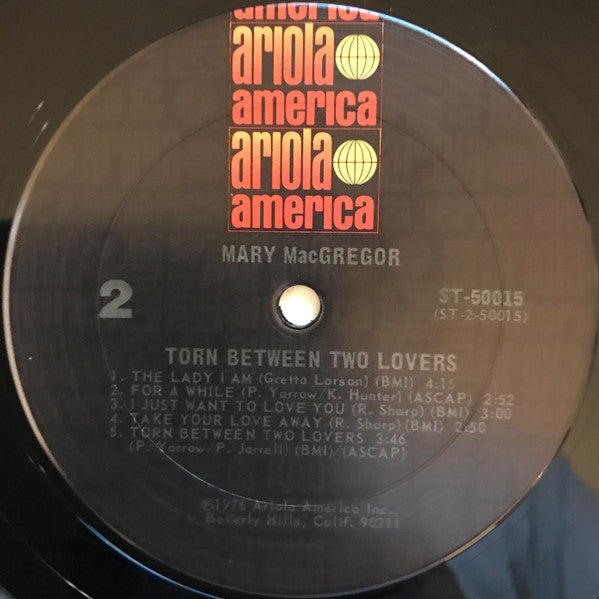 america
ariola
america
ariola
america
MARY MacGREGOR
2
ST-50015
(ST-2-50015)
TORN BETWEEN TWO LOVERS
1. THE LADY I AM (Gretta Larson) (BMI) 4:15
2. FOR A WHILE (P. Yarrow/K. Hunter) (ASCAP) 2:52
3. I JUST WANT TO LOVE YOU (R. Sharp) (BMI) 3:00
4. TAKE YOUR LOVE AWAY (R. Sharp) (BMI) 2:50
5. TORN BETWEEN TWO LOVERS 3:46
(P. Yarrow/P. Jarrell) (BMI)/(ASCAP)
℗1976 Ariola America Inc.,
Beverly Hills, Calif. 90211